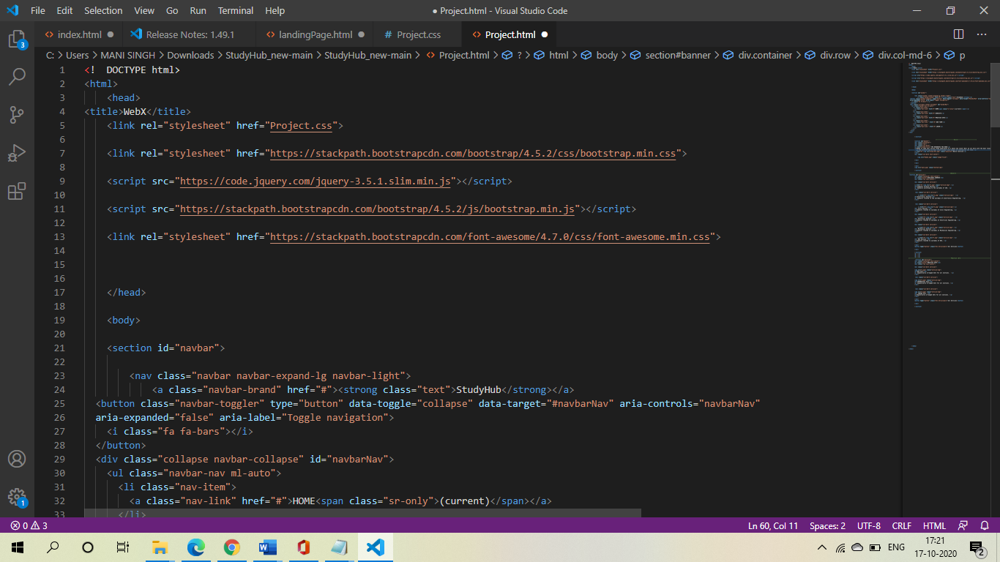 File Edit Selection View Go Run Terminal Help ● Project.html - Visual Studio Code
index.html ● Release Notes: 1.49.1 landingPage.html ● # Project.css Project.html ● ···
C: > Users > MANI SINGH > Downloads > StudyHub_new-main > StudyHub_new-main > Project.html > ? > html > body > section#banner > div.container > div.row > div.col-md-6 > p
3
1 <!  DOCTYPE html>
2 <html>
3 <head>
4 <title>WebX</title>
5 <link rel="stylesheet" href="Project.css">
6
7 <link rel="stylesheet" href="https://stackpath.bootstrapcdn.com/bootstrap/4.5.2/css/bootstrap.min.css">
8
9 <script src="https://code.jquery.com/jquery-3.5.1.slim.min.js"></script>
10
11 <script src="https://stackpath.bootstrapcdn.com/bootstrap/4.5.2/js/bootstrap.min.js"></script>
12
13 <link rel="stylesheet" href="https://stackpath.bootstrapcdn.com/font-awesome/4.7.0/css/font-awesome.min.css">
14
15
16
17 </head>
18
19 <body>
20
21 <section id="navbar">
22
23 <nav class="navbar navbar-expand-lg navbar-light">
24 <a class="navbar-brand" href="#"><strong class="text">StudyHub</strong></a>
25 <button class="navbar-toggler" type="button" data-toggle="collapse" data-target="#navbarNav" aria-controls="navbarNav"
26 aria-expanded="false" aria-label="Toggle navigation">
27 <i class="fa fa-bars"></i>
28 </button>
29 <div class="collapse navbar-collapse" id="navbarNav">
30 <ul class="navbar-nav ml-auto">
31 <li class="nav-item">
32 <a class="nav-link" href="#">HOME<span class="sr-only">(current)</span></a>
33 </li>
1
0 3 Ln 60, Col 11 Spaces: 2 UTF-8 CRLF HTML
ENG 17:21
17-10-2020 2